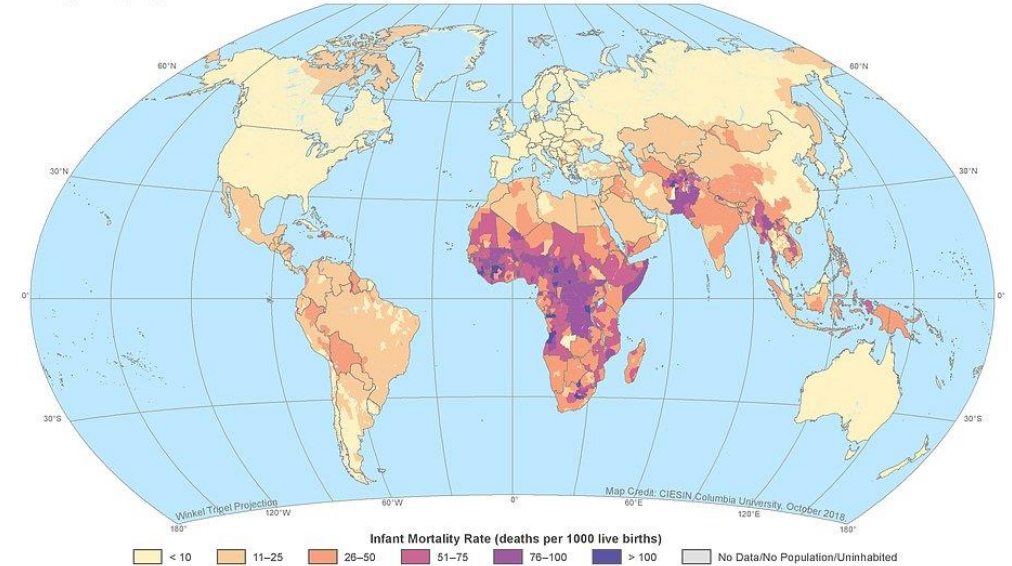 60°N
60°N
30°N
30°N
0°
0°
30°S
30°S
Winkel Tripel Projection
60°W
0°
60°E
Map Credit: CIESIN Columbia University, October 2018.
180°
120°W
120°E
180°
Infant Mortality Rate (deaths per 1000 live births)
< 10 11–25 26–50 51–75 76–100 > 100 No Data/No Population/Uninhabited